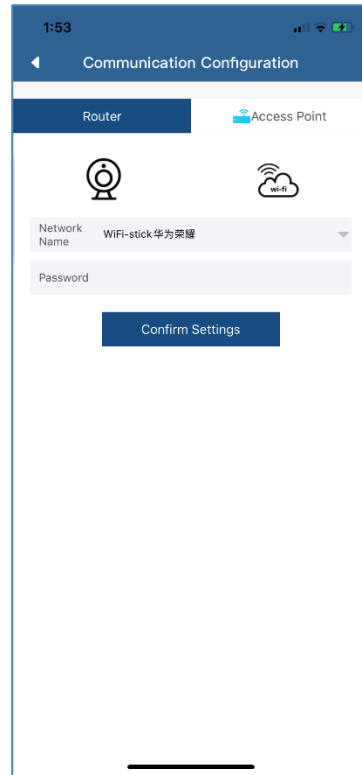 1:53
Communication Configuration
Router
Access Point
wi-fi
Network
Name
WiFi-stick华为荣耀
Password
Confirm Settings